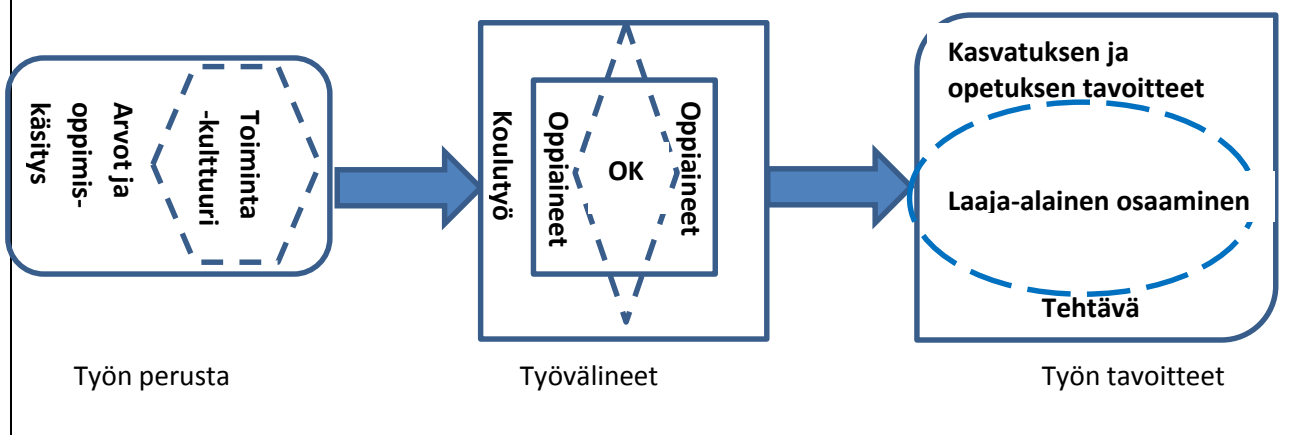 Arvot ja
oppimis-
käsitys
Toiminta
-kulttuuri
Koulutyö
Oppiaineet
OK
Oppiaineet
Kasvatuksen ja
opetuksen tavoitteet
Laaja-alainen osaaminen
Tehtävä
Työn perusta
Työvälineet
Työn tavoitteet